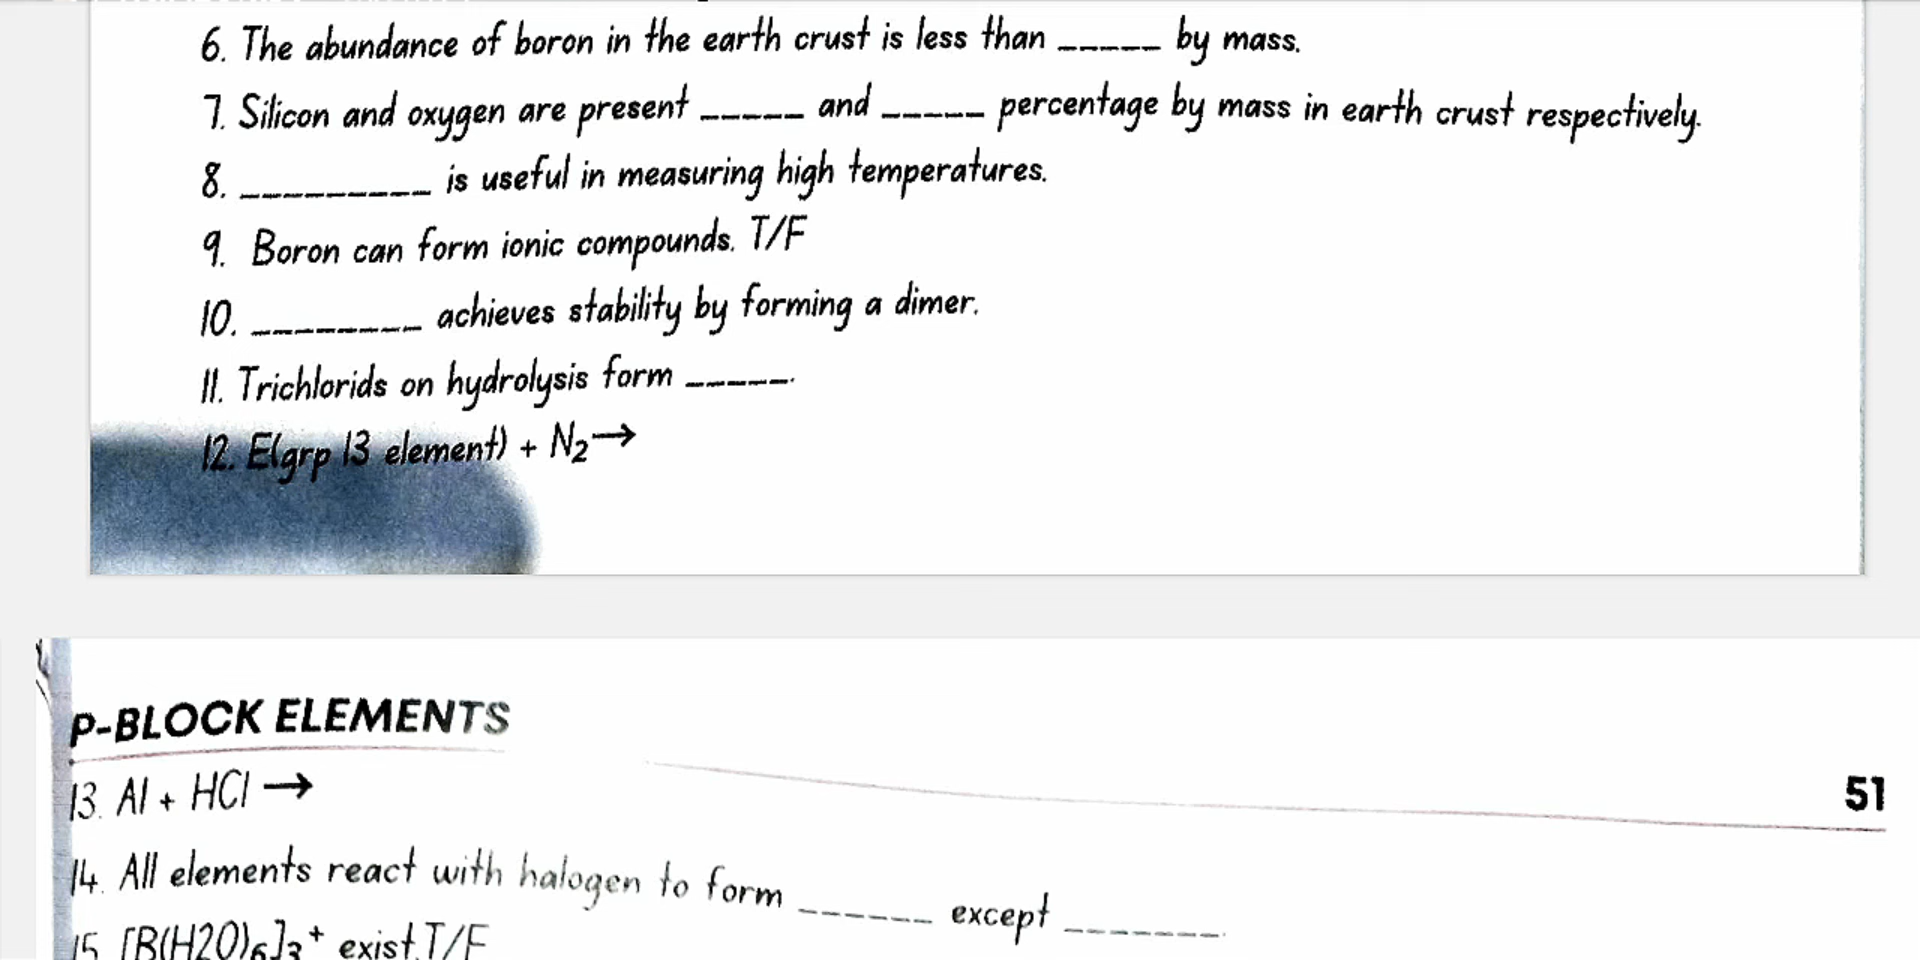 6. The abundance of boron in the earth crust is less than _____ by mass.
7. Silicon and oxygen are present _____ and _____ percentage by mass in earth crust respectively.
8. _________ is useful in measuring high temperatures.
9. Boron can form ionic compounds. T/F
10. ________ achieves stability by forming a dimer.
11. Trichlorids on hydrolysis form _____.
12. E(grp 13 element) + N2→
P-BLOCK ELEMENTS
51
13. Al + HCl →
14. All elements react with halogen to form ______ except _______.
15. [B(H2O)6]3+ exist.T/F